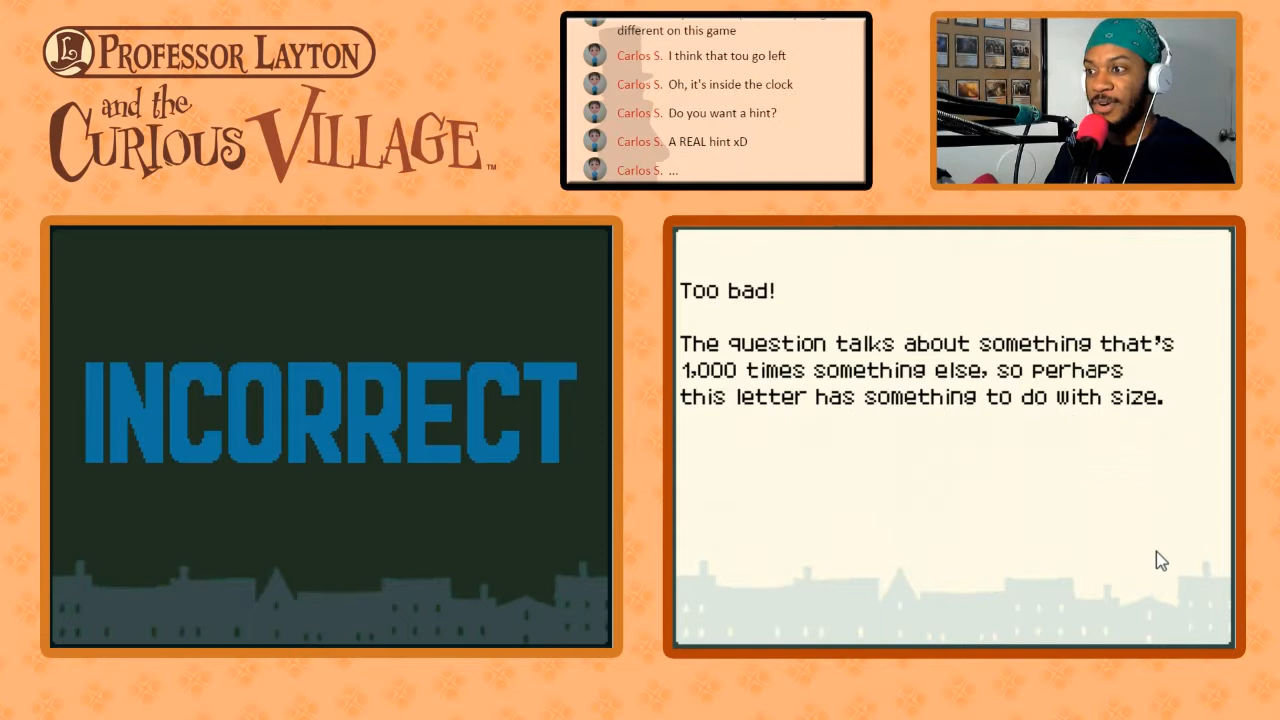 PROFESSOR LAYTON
and the
CURIOUS VILLAGE™
different on this game
Carlos S. I think that tou go left
Carlos S. Oh, it's inside the clock
Carlos S. Do you want a hint?
Carlos S. A REAL hint xD
Carlos S. ...
INCORRECT
Too bad!
The question talks about something that's
1,000 times something else, so perhaps
this letter has something to do with size.